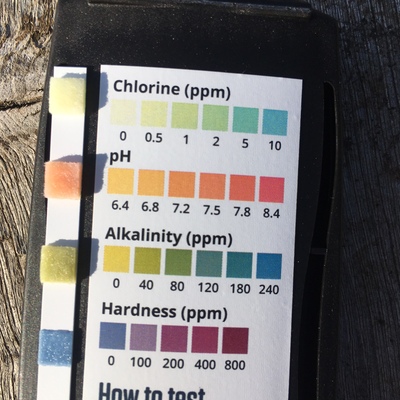 Chlorine (ppm)
0 0.5 1 2 5 10
pH
6.4 6.8 7.2 7.5 7.8 8.4
Alkalinity (ppm)
0 40 80 120 180 240
Hardness (ppm)
0 100 200 400 800
How to test